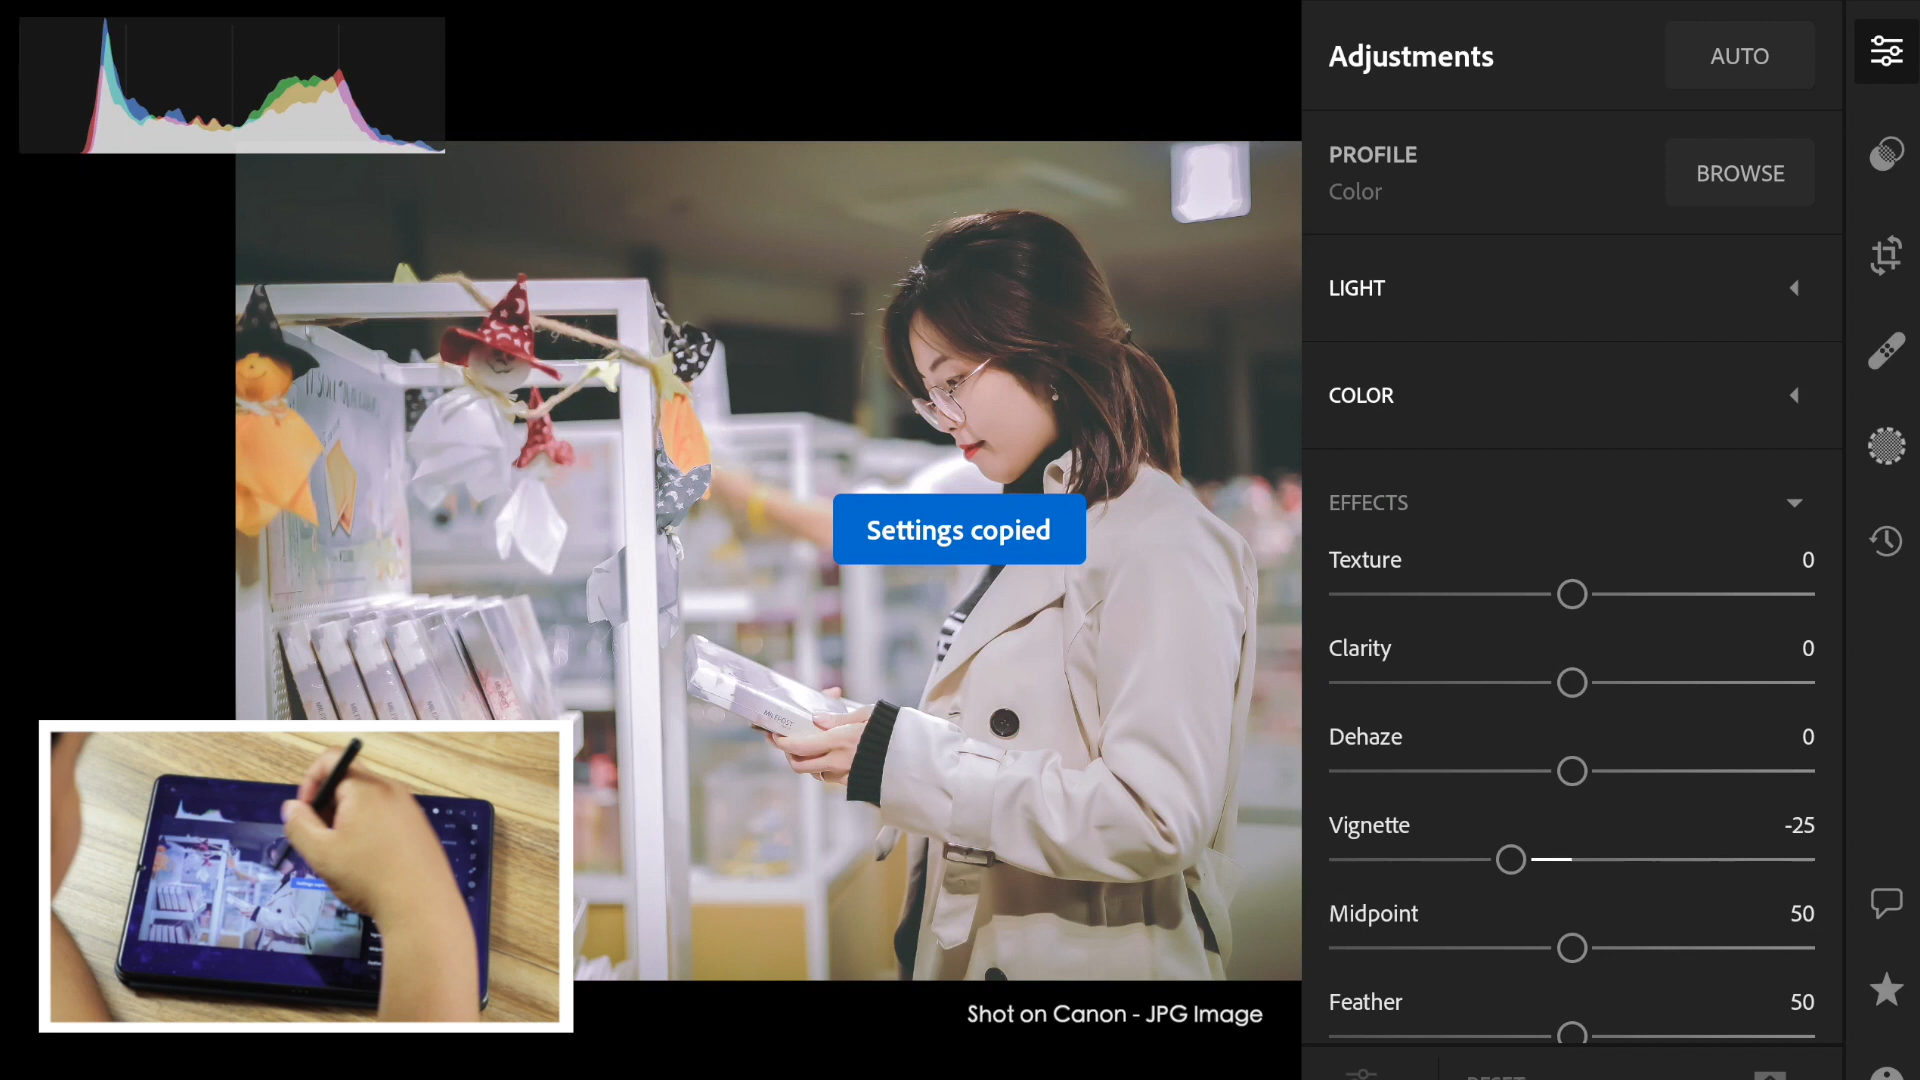 Adjustments
AUTO
PROFILE
Color
BROWSE
LIGHT
COLOR
EFFECTS
Texture 0
Clarity 0
Dehaze 0
Vignette -25
Midpoint 50
Feather 50
Settings copied
MILEPOST
Shot on Canon - JPG Image